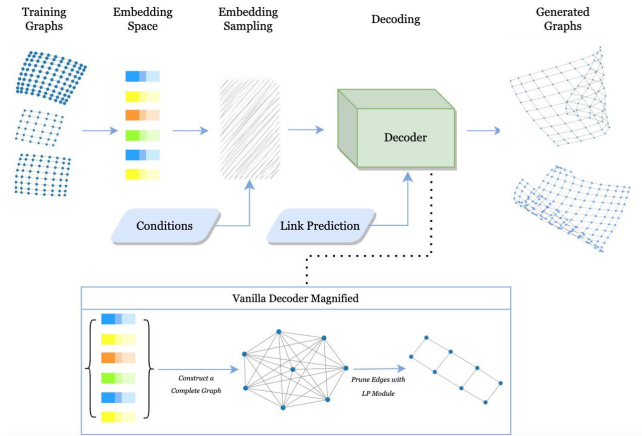 Training
Graphs
Embedding
Space
Embedding
Sampling
Decoding
Generated
Graphs
Decoder
Conditions
Link Prediction
Vanilla Decoder Magnified
Construct a
Complete Graph
Prune Edges with
LP Module